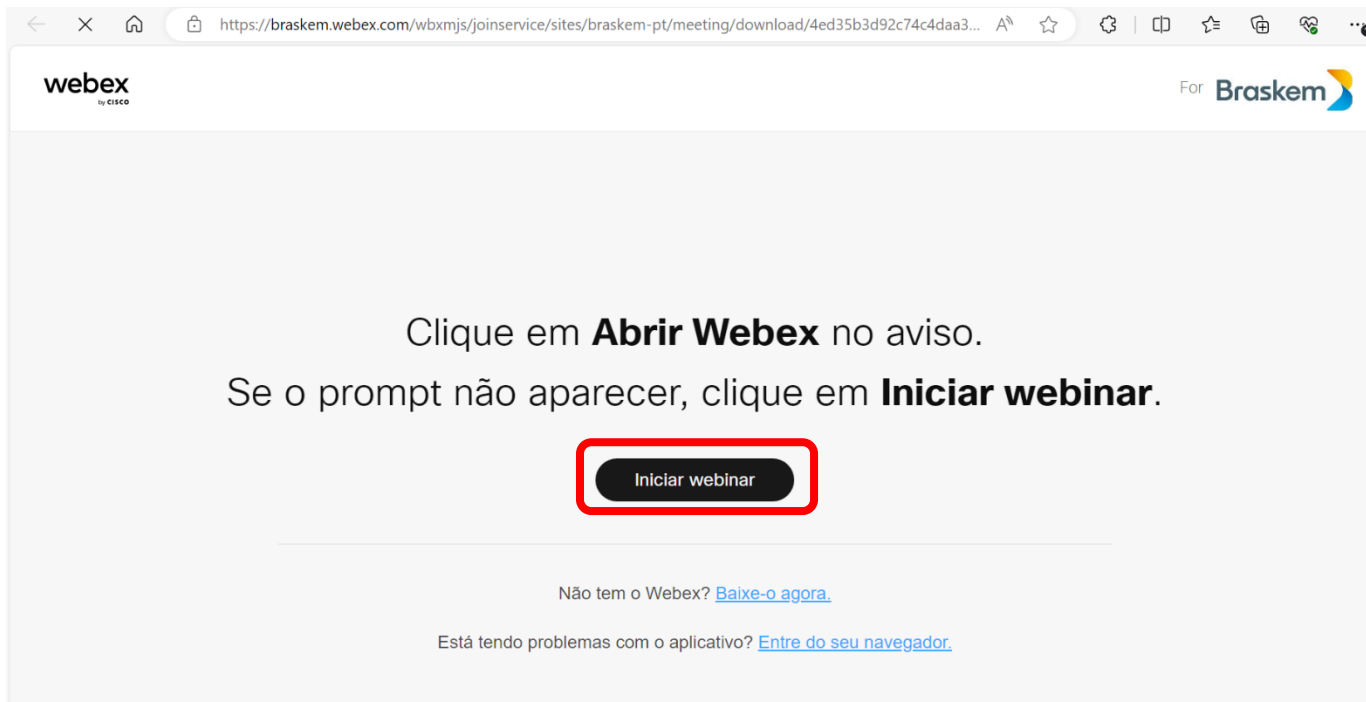 https://braskem.webex.com/wbxmjs/joinservice/sites/braskem-pt/meeting/download/4ed35b3d92c74c4daa3...
webex
by CISCO
For Braskem
Clique em Abrir Webex no aviso.
Se o prompt não aparecer, clique em Iniciar webinar.
Iniciar webinar
Não tem o Webex? Baixe-o agora.
Está tendo problemas com o aplicativo? Entre do seu navegador.